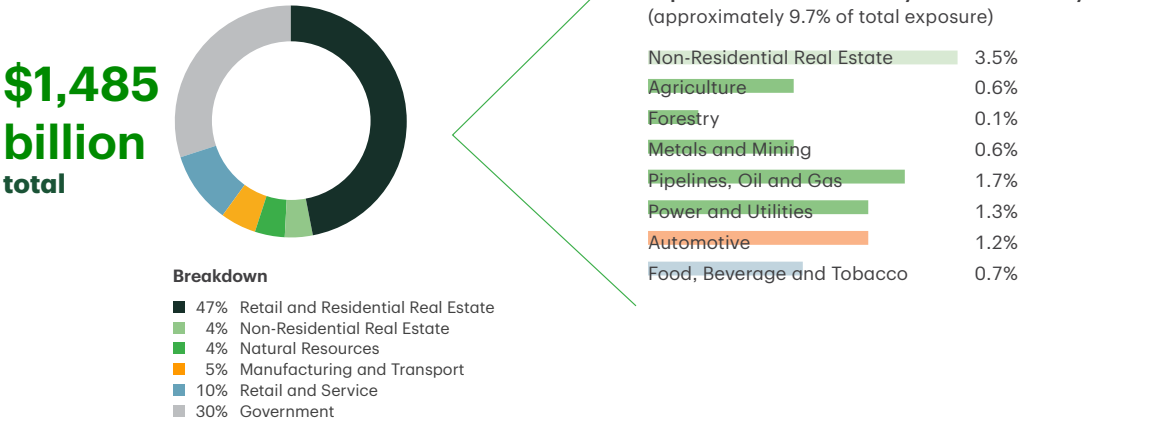 $1,485
billion
total
Breakdown
47% Retail and Residential Real Estate
4% Non-Residential Real Estate
4% Natural Resources
5% Manufacturing and Transport
10% Retail and Service
30% Government
(approximately 9.7% of total exposure)
Non-Residential Real Estate 3.5%
Agriculture 0.6%
Forestry 0.1%
Metals and Mining 0.6%
Pipelines, Oil and Gas 1.7%
Power and Utilities 1.3%
Automotive 1.2%
Food, Beverage and Tobacco 0.7%